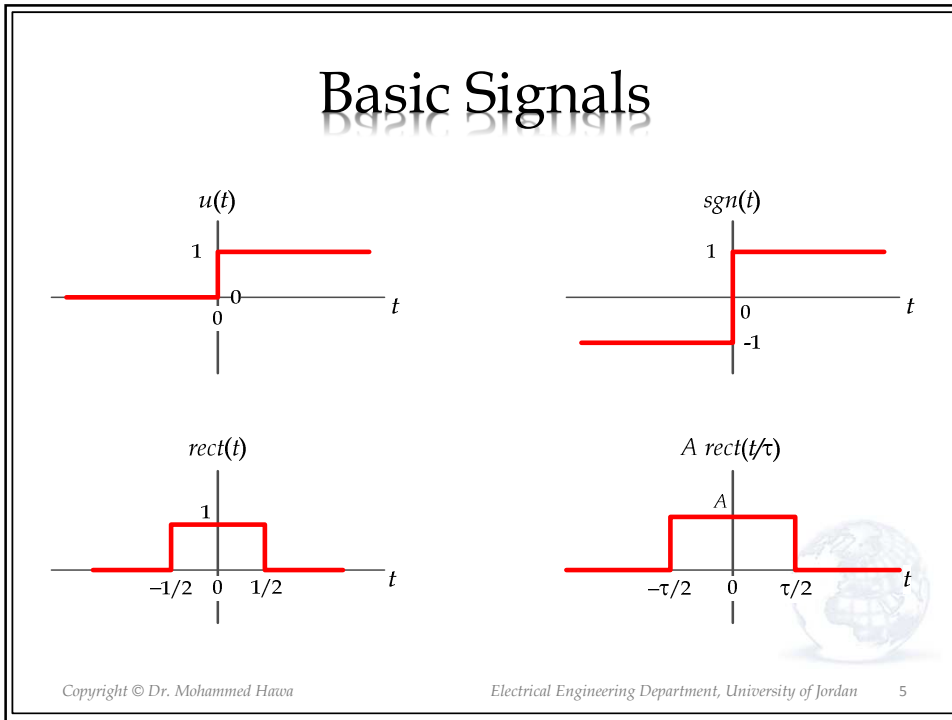 Basic Signals
u(t)
1
0
0
t
sgn(t)
1
0
-1
t
rect(t)
1
−1/2 0 1/2
t
A rect(t/τ)
A
−τ/2 0 τ/2
t
Copyright © Dr. Mohammed Hawa
Electrical Engineering Department, University of Jordan 5